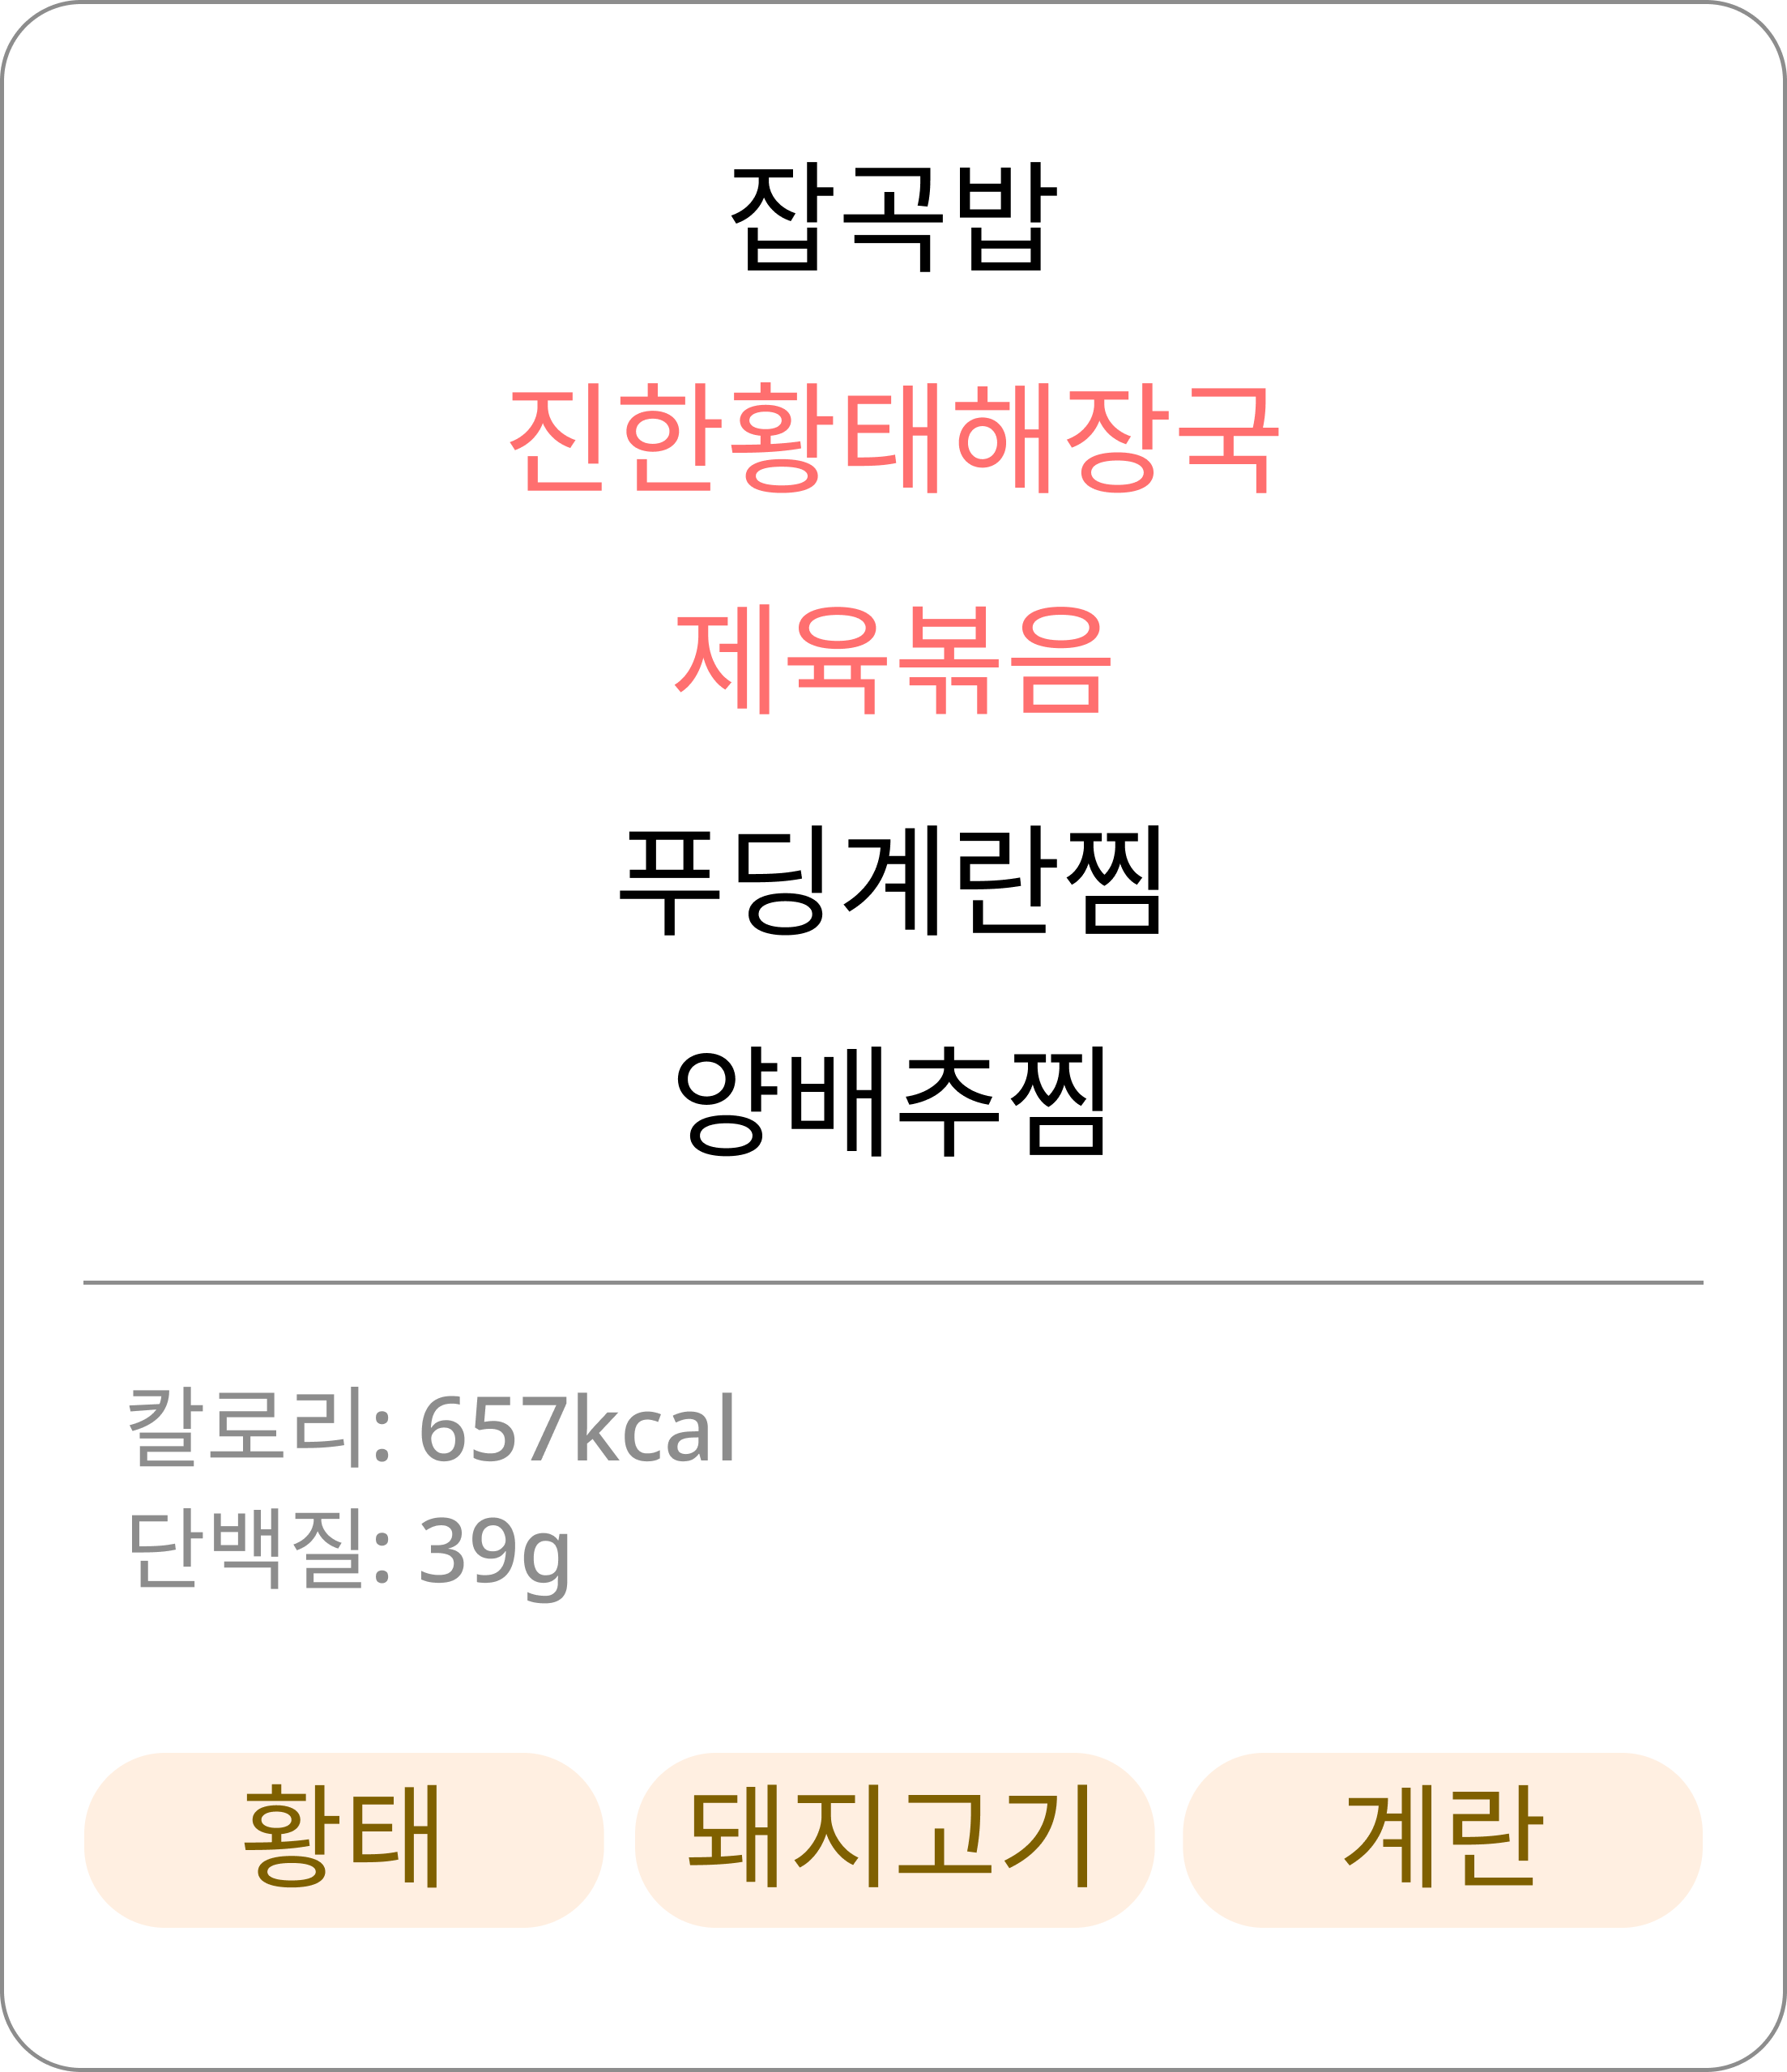 잡곡밥
진한황태해장국
제육볶음
푸딩계란찜
양배추찜
칼로리: 657kcal
단백질: 39g
황태 돼지고기 계란